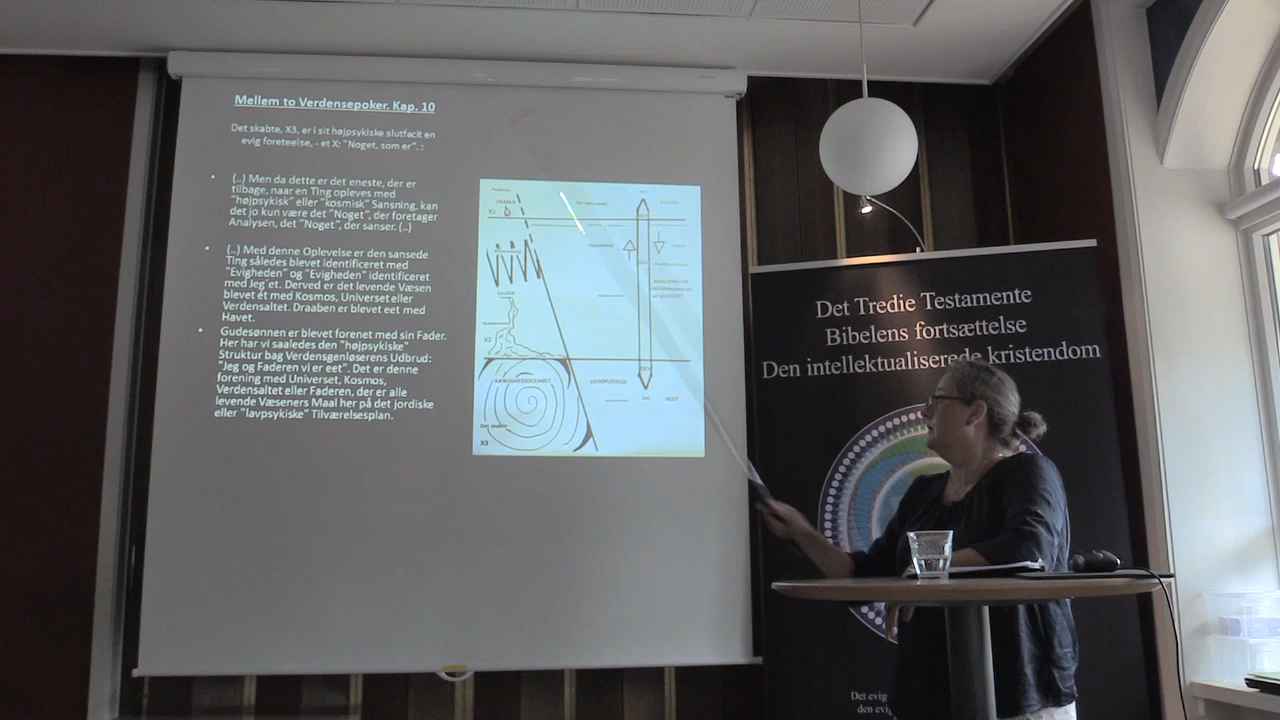 Mellem to Verdensepoker. Kap. 10
Det skabte, X3, er i sit højpsykiske slutfacit en
evig foreteelse, - et X: "Noget, som er". :
(..) Men da dette er det eneste, der er
tilbage, naar en Ting opleves med
"højpsykisk" eller "kosmisk" Sansning, kan
det jo kun være det "Noget", der foretager
Analysen, det "Noget", der sanser. (..)
(..) Med denne Oplevelse er den sansede
Ting således blevet identificeret med
"Evigheden" og "Evigheden" identificeret
med Jeg'et. Derved er det levende Væsen
blevet ét med Kosmos, Universet eller
Verdensaltet. Draaben er blevet eet med
Havet.
Gudesønnen er blevet forenet med sin Fader.
Her har vi saaledes den "højpsykiske"
Struktur bag Verdensgenløserens Udbrud:
"Jeg og Faderen vi er eet". Det er denne
forening med Universet, Kosmos,
Verdensaltet eller Faderen, der er alle
levende Væseners Maal her på det jordiske
eller "lavpsykiske" Tilværelsesplan.
X1
X2
Det skabte
X3
Det Tredie Testamente
Bibelens fortsættelse
Den intellektualiserede kristendom
Det evig
den evi